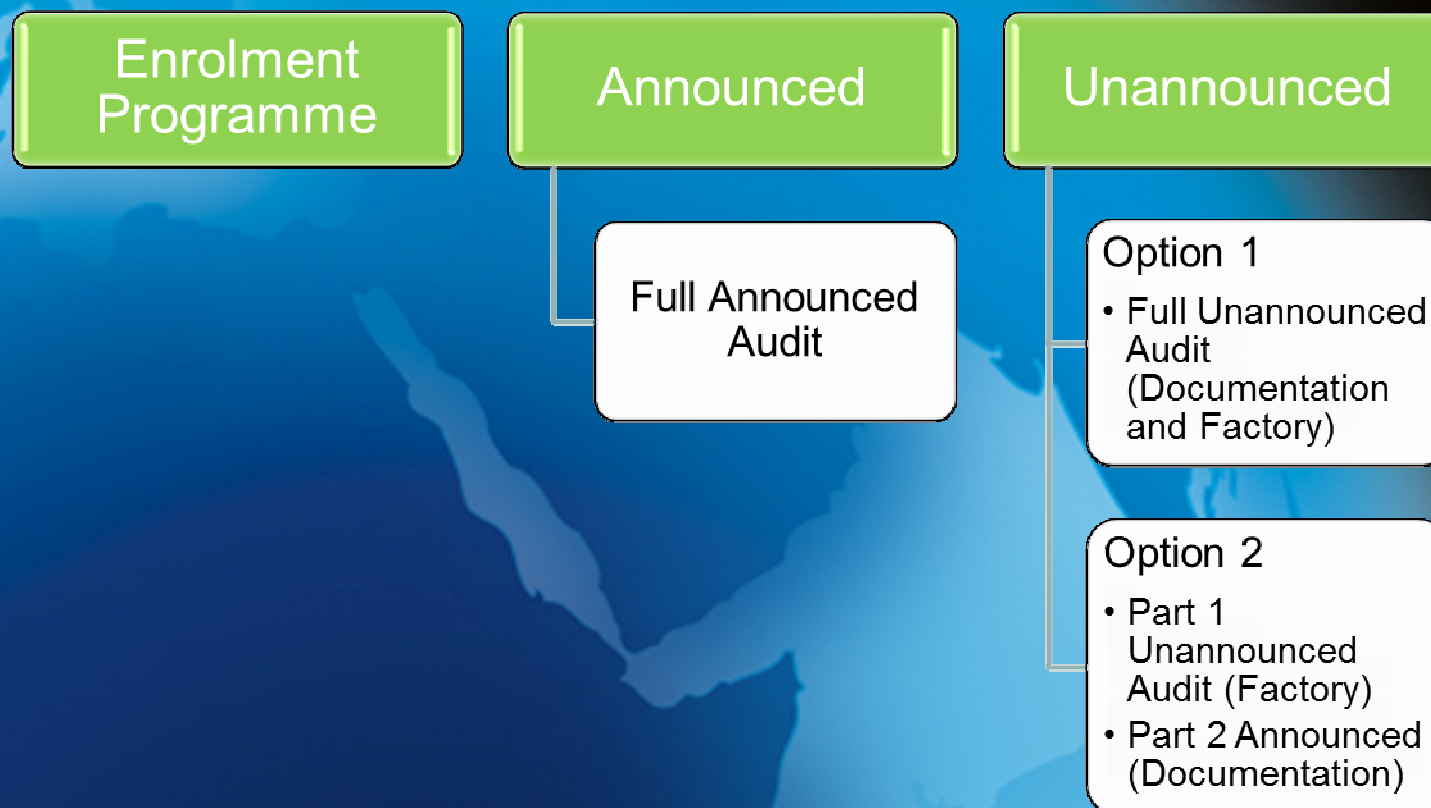 Enrolment
Programme
Announced
Full Announced
Audit
Unannounced
Option 1
• Full Unannounced
Audit
(Documentation
and Factory)
Option 2
• Part 1
Unannounced
Audit (Factory)
• Part 2 Announced
(Documentation)